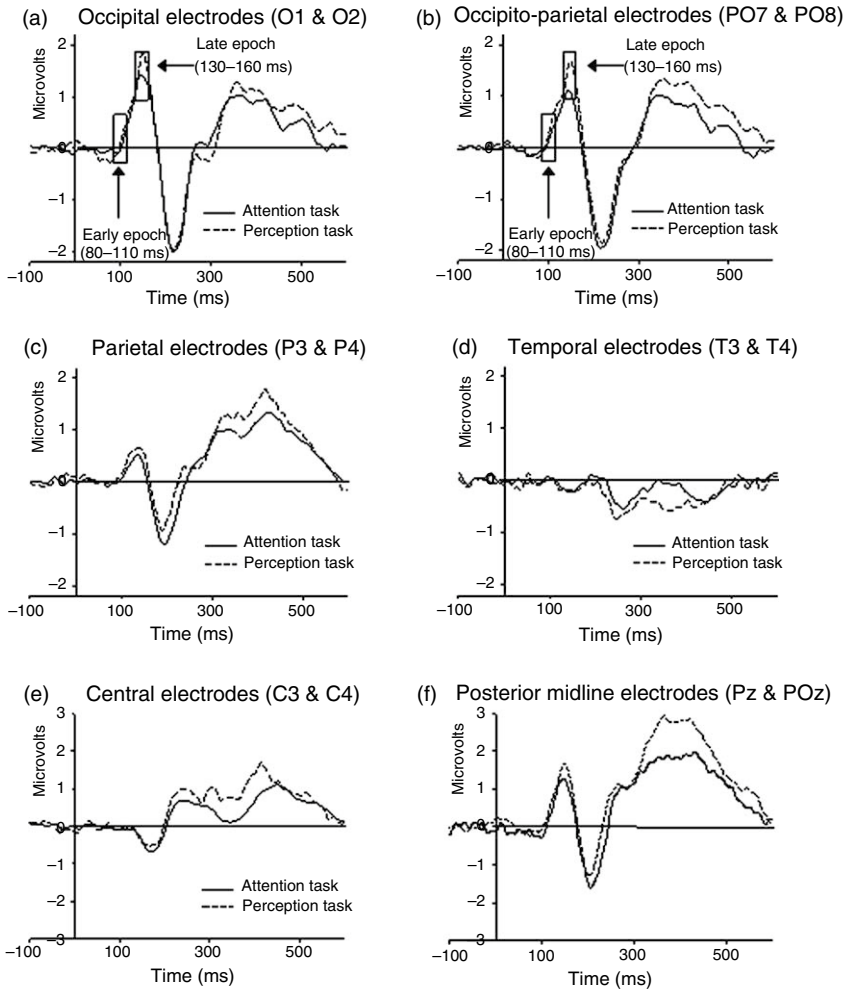 (a) Occipital electrodes (O1 & O2)
Microvolts
2
1
0
−1
−2
Late epoch
(130–160 ms)
Early epoch
(80–110 ms)
Attention task
Perception task
−100 100 300 500
Time (ms)
(b) Occipito-parietal electrodes (PO7 & PO8)
Microvolts
2
1
0
−1
−2
Late epoch
(130–160 ms)
Early epoch
(80–110 ms)
Attention task
Perception task
−100 100 300 500
Time (ms)
(c) Parietal electrodes (P3 & P4)
Microvolts
2
1
0
−1
−2
Attention task
Perception task
−100 100 300 500
Time (ms)
(d) Temporal electrodes (T3 & T4)
Microvolts
2
1
0
−1
−2
Attention task
Perception task
−100 100 300 500
Time (ms)
(e) Central electrodes (C3 & C4)
Microvolts
3
2
1
0
−1
−2
−3
Attention task
Perception task
−100 100 300 500
Time (ms)
(f) Posterior midline electrodes (Pz & POz)
Microvolts
3
2
1
0
−1
−2
−3
−100 100 300 500
Time (ms)